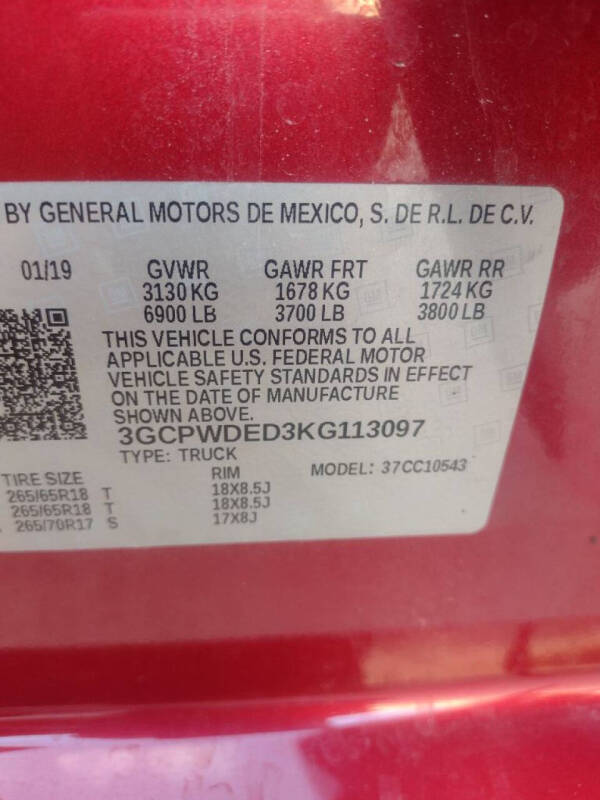 BY GENERAL MOTORS DE MEXICO, S. DE R.L. DE C.V.
01/19 GVWR GAWR FRT GAWR RR
3130 KG 1678 KG 1724 KG
6900 LB 3700 LB 3800 LB
THIS VEHICLE CONFORMS TO ALL
APPLICABLE U.S. FEDERAL MOTOR
VEHICLE SAFETY STANDARDS IN EFFECT
ON THE DATE OF MANUFACTURE
SHOWN ABOVE.
3GCPWDED3KG113097
TYPE: TRUCK MODEL: 37CC10543
TIRE SIZE RIM
265/65R18 T 18X8.5J
265/65R18 T 18X8.5J
265/70R17 S 17X8J